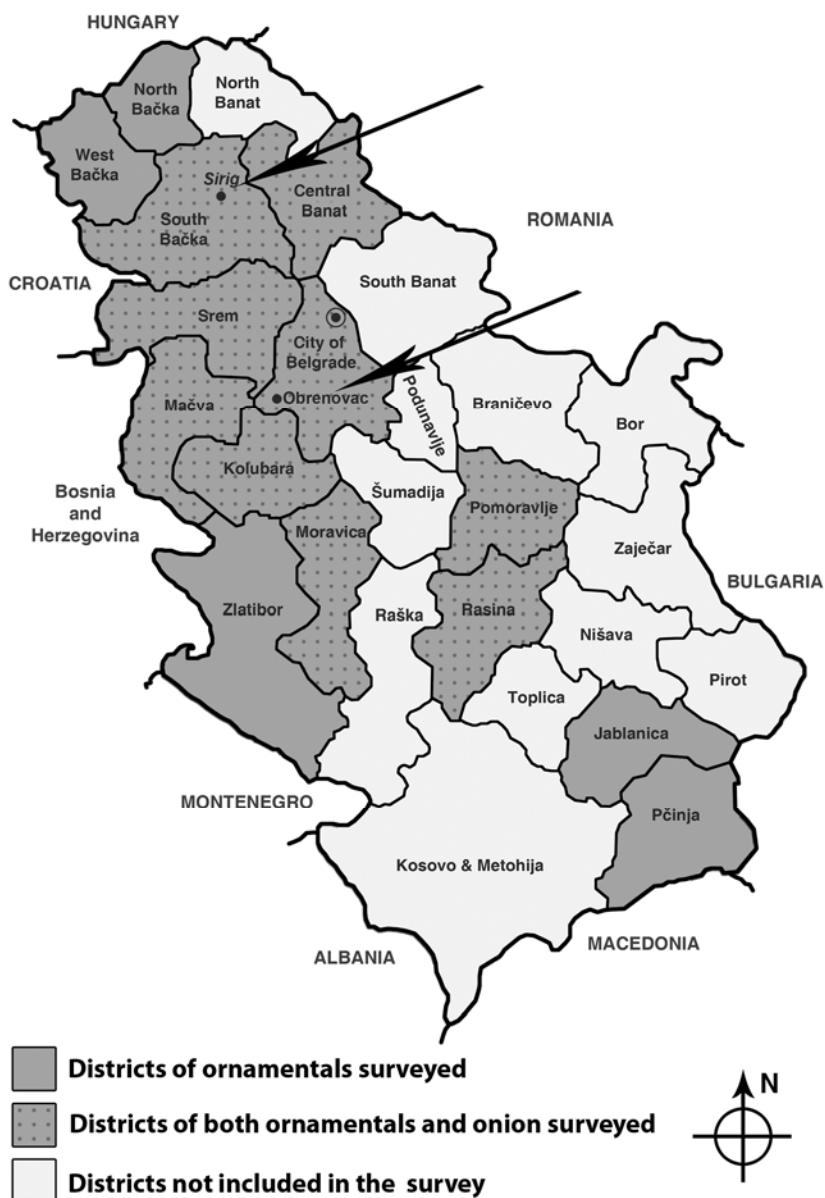 HUNGARY
North
Bačka
North
Banat
West
Bačka
Sirig
South
Bačka
Central
Banat
ROMANIA
CROATIA
South Banat
Srem
City of
Belgrade
Obrenovac
Mačva
Podunavlje
Braničevo
Bor
Kolubara
Šumadija
Bosnia
and
Herzegovina
Moravica
Pomoravlje
Zaječar
BULGARIA
Zlatibor
Raška
Rasina
Nišava
Pirot
Toplica
Jablanica
MONTENEGRO
Pčinja
Kosovo & Metohija
ALBANIA
MACEDONIA
Districts of ornamentals surveyed
Districts of both ornamentals and onion surveyed
Districts not included in the survey
N